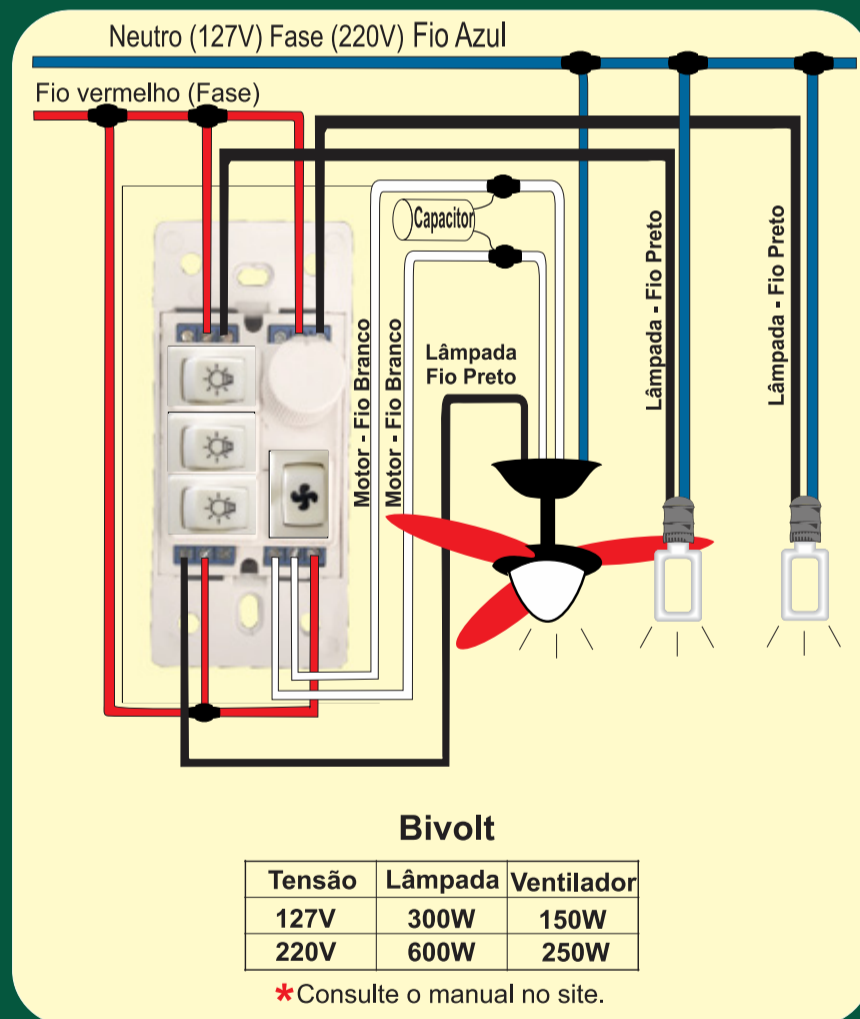 Neutro (127V) Fase (220V) Fio Azul
Fio vermelho (Fase)
Capacitor
Motor - Fio Branco
Motor - Fio Branco
Lâmpada
Fio Preto
Lâmpada - Fio Preto
Lâmpada - Fio Preto
Bivolt
Tensão Lâmpada Ventilador
127V 300W 150W
220V 600W 250W
*Consulte o manual no site.